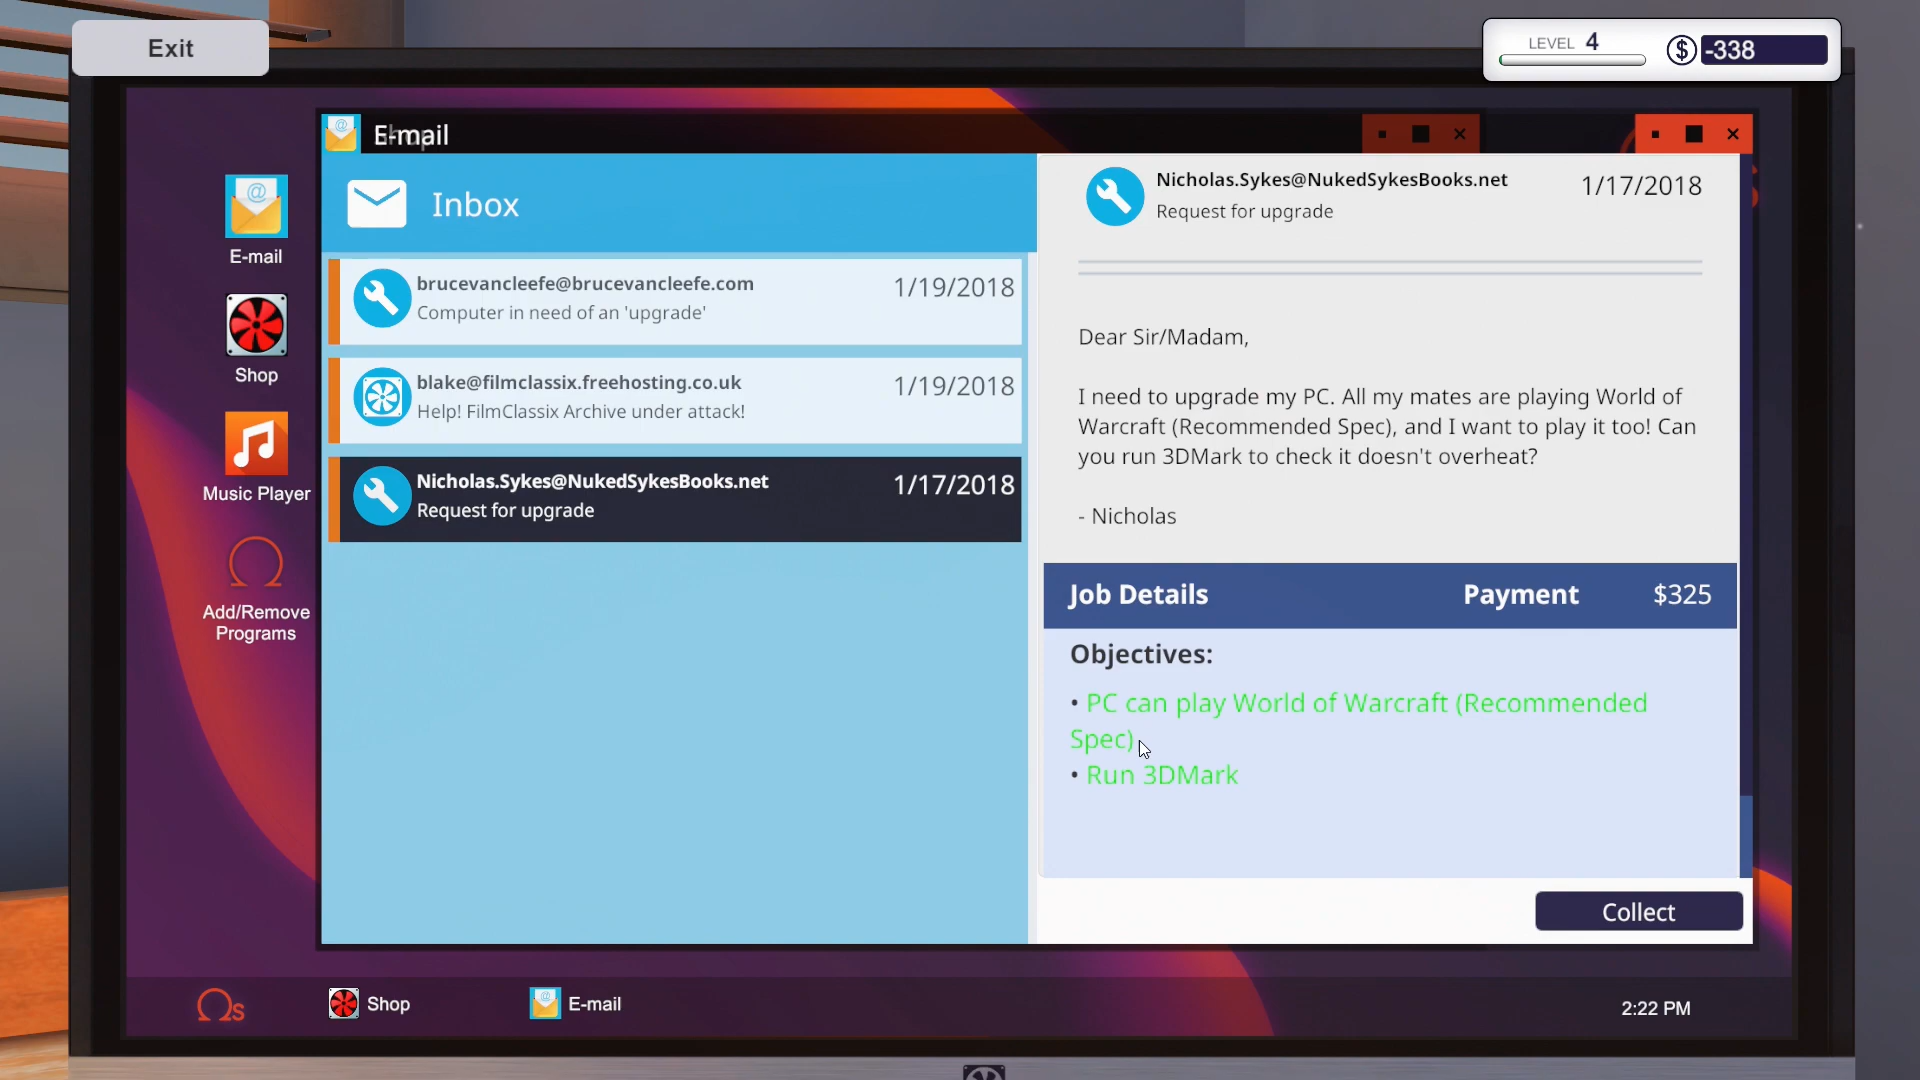 Exit
LEVEL 4
$ -338
E-mail
Inbox
brucevancleefe@brucevancleefe.com
1/19/2018
Computer in need of an 'upgrade'
blake@filmclassix.freehosting.co.uk
1/19/2018
Help! FilmClassix Archive under attack!
Nicholas.Sykes@NukedSykesBooks.net
1/17/2018
Request for upgrade
E-mail
Shop
Music Player
Add/Remove
Programs
Nicholas.Sykes@NukedSykesBooks.net
1/17/2018
Request for upgrade
Dear Sir/Madam,
I need to upgrade my PC. All my mates are playing World of
Warcraft (Recommended Spec), and I want to play it too! Can
you run 3DMark to check it doesn't overheat?
- Nicholas
Job Details
Payment $325
Objectives:
• PC can play World of Warcraft (Recommended
Spec)
• Run 3DMark
Collect
Ωs
Shop
E-mail
2:22 PM